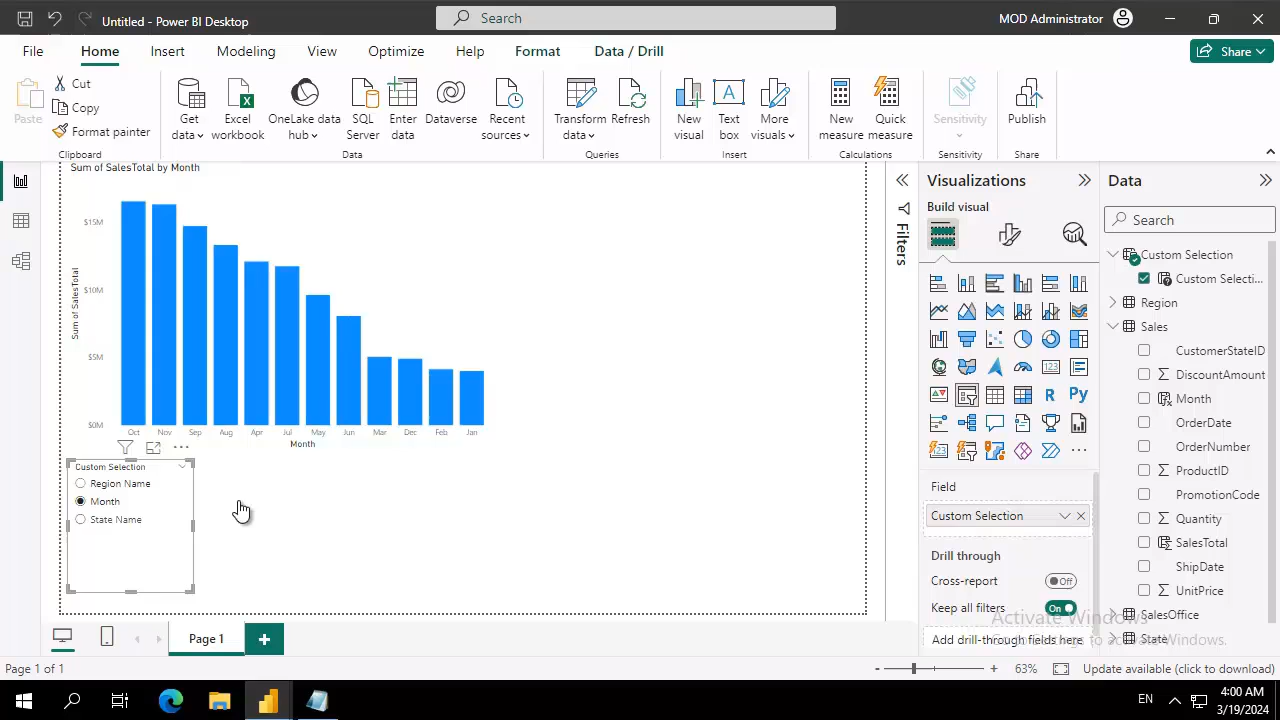 Untitled - Power BI Desktop
Search
MOD Administrator
File
Home
Insert
Modeling
View
Optimize
Help
Format
Data / Drill
Share
Paste
Cut
Copy
Format painter
Clipboard
Get data
Excel workbook
OneLake data hub
SQL Server
Enter data
Dataverse
Recent sources
Data
Transform data
Refresh
Queries
New visual
Text box
More visuals
Insert
New measure
Quick measure
Calculations
Sensitivity
Sensitivity
Publish
Share
Sum of SalesTotal by Month
$15M
$10M
$5M
$0M
Sum of SalesTotal
Oct Nov Sep Aug Apr Jul May Jun Mar Dec Feb Jan
Month
Custom Selection
Region Name
Month
State Name
Filters
Visualizations
Build visual
123
R
Py
123
Field
Custom Selection
Drill through
Cross-report
Off
Keep all filters
On
Add drill-through fields here
Data
Search
Custom Selection
Custom Selecti...
Region
Sales
CustomerStateID
DiscountAmount
Month
OrderDate
OrderNumber
ProductID
PromotionCode
Quantity
SalesTotal
ShipDate
UnitPrice
SalesOffice
State
Activate Windows
Page 1
Page 1 of 1
63%
Update available (click to download)
EN
4:00 AM
3/19/2024